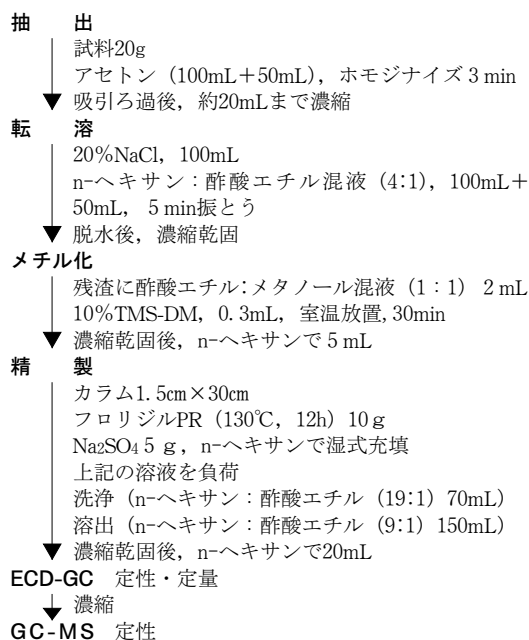 抽　　出
試料20g
アセトン（100mL＋50mL），ホモジナイズ３min
吸引ろ過後，約20mLまで濃縮
転　　溶
20％NaCl，100mL
n-ヘキサン：酢酸エチル混液（4:1），100mL＋
50mL，５min振とう
脱水後，濃縮乾固
メチル化
残渣に酢酸エチル:メタノール混液（1：1）２mL
10％TMS-DM，0.3mL，室温放置,30min
濃縮乾固後，n-ヘキサンで５mL
精　　製
カラム1.5㎝×30㎝
フロリジルPR（130℃，12h）10ｇ
Na₂SO₄５ｇ，n-ヘキサンで湿式充填
上記の溶液を負荷
洗浄（n-ヘキサン：酢酸エチル（19:1）70mL）
溶出（n-ヘキサン：酢酸エチル（9:1）150mL）
濃縮乾固後，n-ヘキサンで20mL
ECD-GC　定性・定量
濃縮
GC-MS　定性